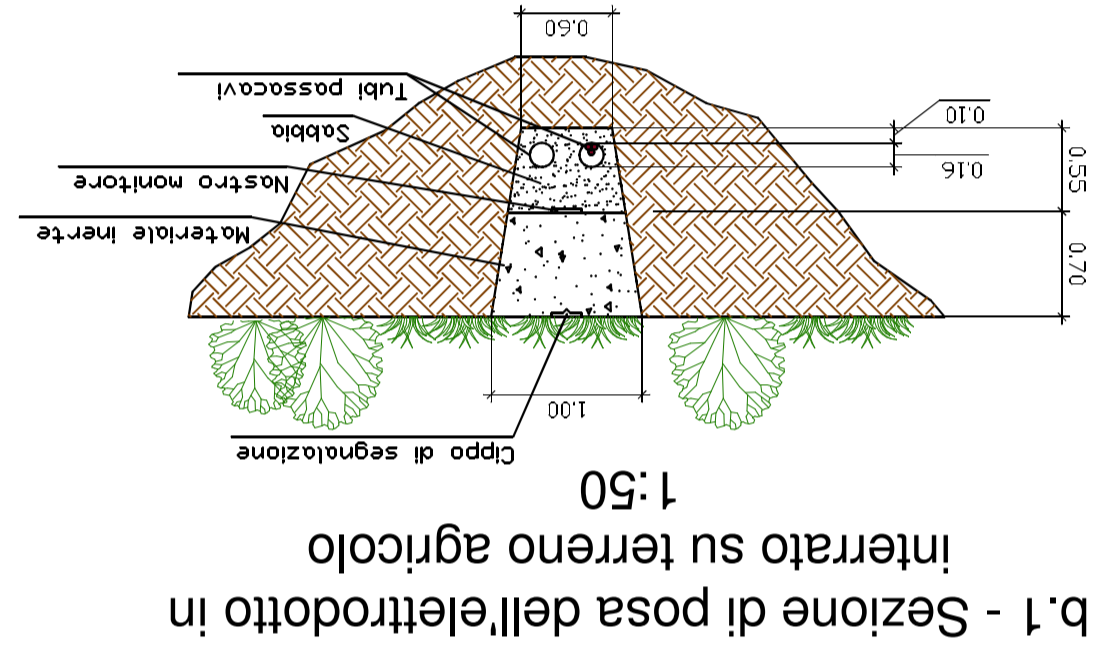 b.1 - Sezione di posa dell'elettrodotto in
interrato su terreno agricolo
1:50
Cippo di segnalazione
1.00
Materiale inerte
Nastro monitore
Sabbia
Tubi passacavi
0.70
0.55
0.16
0.10
0.60